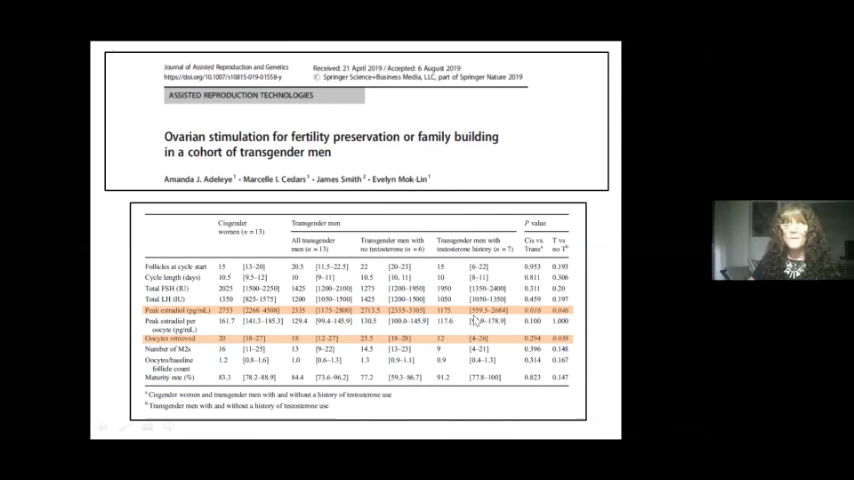 Journal of Assisted Reproduction and Genetics
https://doi.org/10.1007/s10815-019-01558-y
Received: 21 April 2019 / Accepted: 6 August 2019
© Springer Science+Business Media, LLC, part of Springer Nature 2019
ASSISTED REPRODUCTION TECHNOLOGIES
Ovarian stimulation for fertility preservation or family building
in a cohort of transgender men
Amanda J. Adeleye1 · Marcelle I. Cedars1 · James Smith2 · Evelyn Mok-Lin1
Cisgender women (n = 13) Transgender men P value
All transgender men (n = 13) Transgender men with no testosterone (n = 6) Transgender men with testosterone history (n = 7) Cis vs. Transa T vs no Tb
Follicles at cycle start 15 [13–20] 20.5 [11.5–22.5] 22 [20–23] 15 [6–22] 0.953 0.193
Cycle length (days) 10.5 [9.5–12] 10 [9–11] 10.5 [10, 11] 10 [8–11] 0.811 0.306
Total FSH (IU) 2025 [1500–2250] 1425 [1200–2100] 1275 [1200–1950] 1950 [1350–2400] 0.311 0.20
Total LH (IU) 1350 [825–1575] 1200 [1050–1500] 1425 [1200–1500] 1050 [1050–1350] 0.459 0.197
Peak estradiol (pg/mL) 2753 [2268–4508] 2335 [1175–2800] 2713.5 [2335–3105] 1175 [559.5–2684] 0.016 0.046
Peak estradiol per oocyte (pg/mL) 161.7 [141.3–185.3] 129.4 [99.4–145.9] 130.5 [100.0–145.9] 117.6 0.100 1.000
Oocytes retrieved 20 [18–27] 18 [12–27] 25.5 [18–28] 12 [4–26] 0.294 0.038
Number of M2s 16 [11–25] 13 [9–22] 14.5 [13–23] 9 [4–21] 0.396 0.148
Oocytes/baseline follicle count 1.2 [0.8–1.6] 1.0 [0.6–1.3] 1.3 [0.9–1.1] 0.9 [0.4–1.3] 0.314 0.167
Maturity rate (%) 83.3 [78.2–88.9] 84.4 [73.6–96.2] 77.2 [59.3–86.7] 91.2 [77.8–100] 0.823 0.147
a Cisgender women and transgender men with and without a history of testosterone use
b Transgender men with and without a history of testosterone use